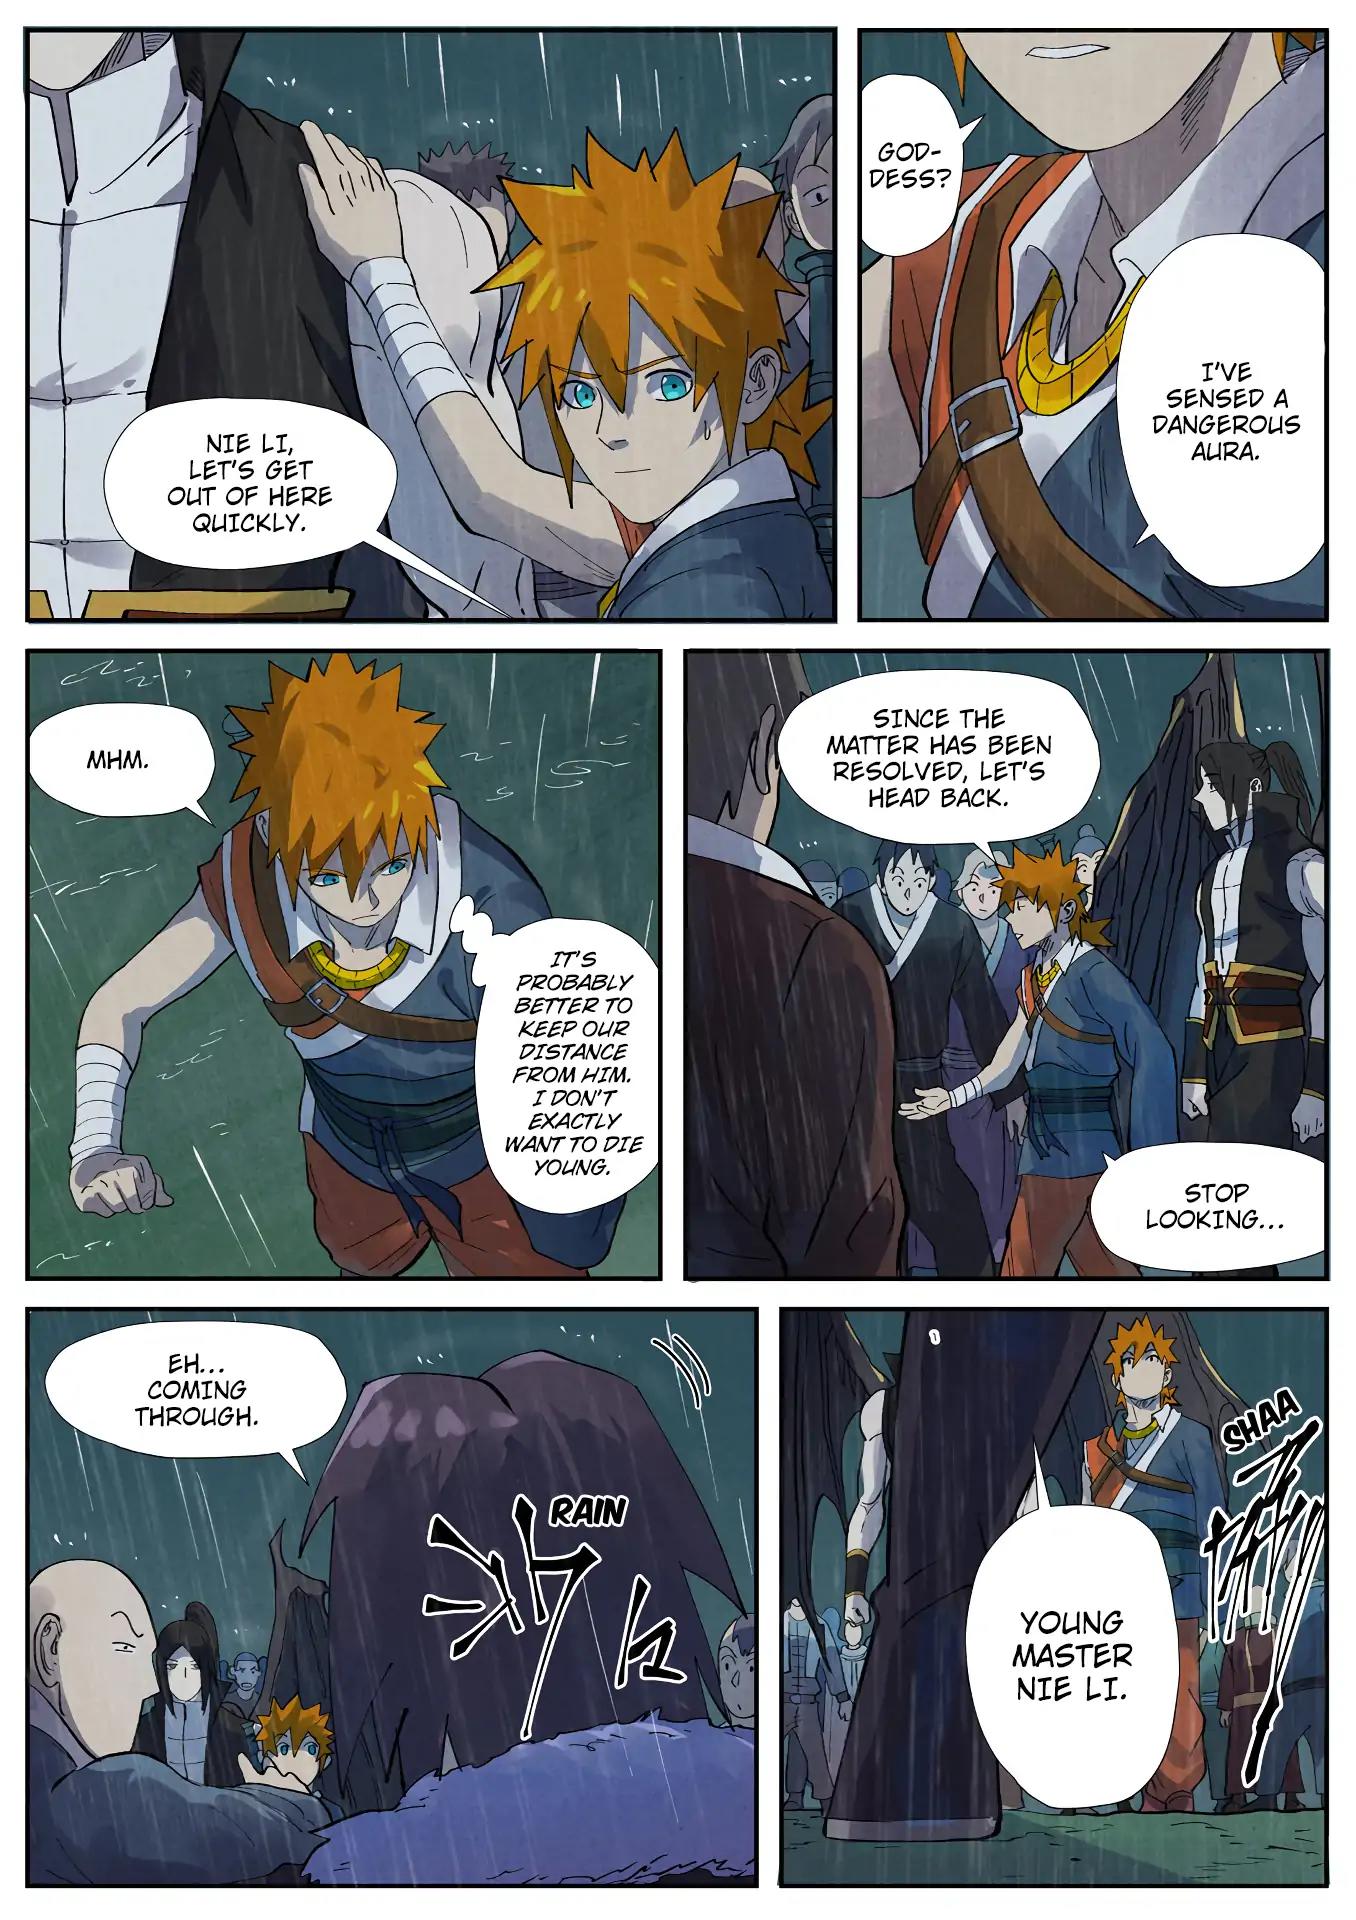 NIE LI,
LET'S GET
OUT OF HERE
QUICKLY.
GOD-
DESS?
I'VE
SENSED A
DANGEROUS
AURA.
MHM.
IT'S
PROBABLY
BETTER TO
KEEP OUR
DISTANCE
FROM HIM.
I DON'T
EXACTLY
WANT TO DIE
YOUNG.
SINCE THE
MATTER HAS BEEN
RESOLVED, LET'S
HEAD BACK.
STOP
LOOKING...
EH...
COMING
THROUGH.
RAIN
SHAA
YOUNG
MASTER
NIE LI.